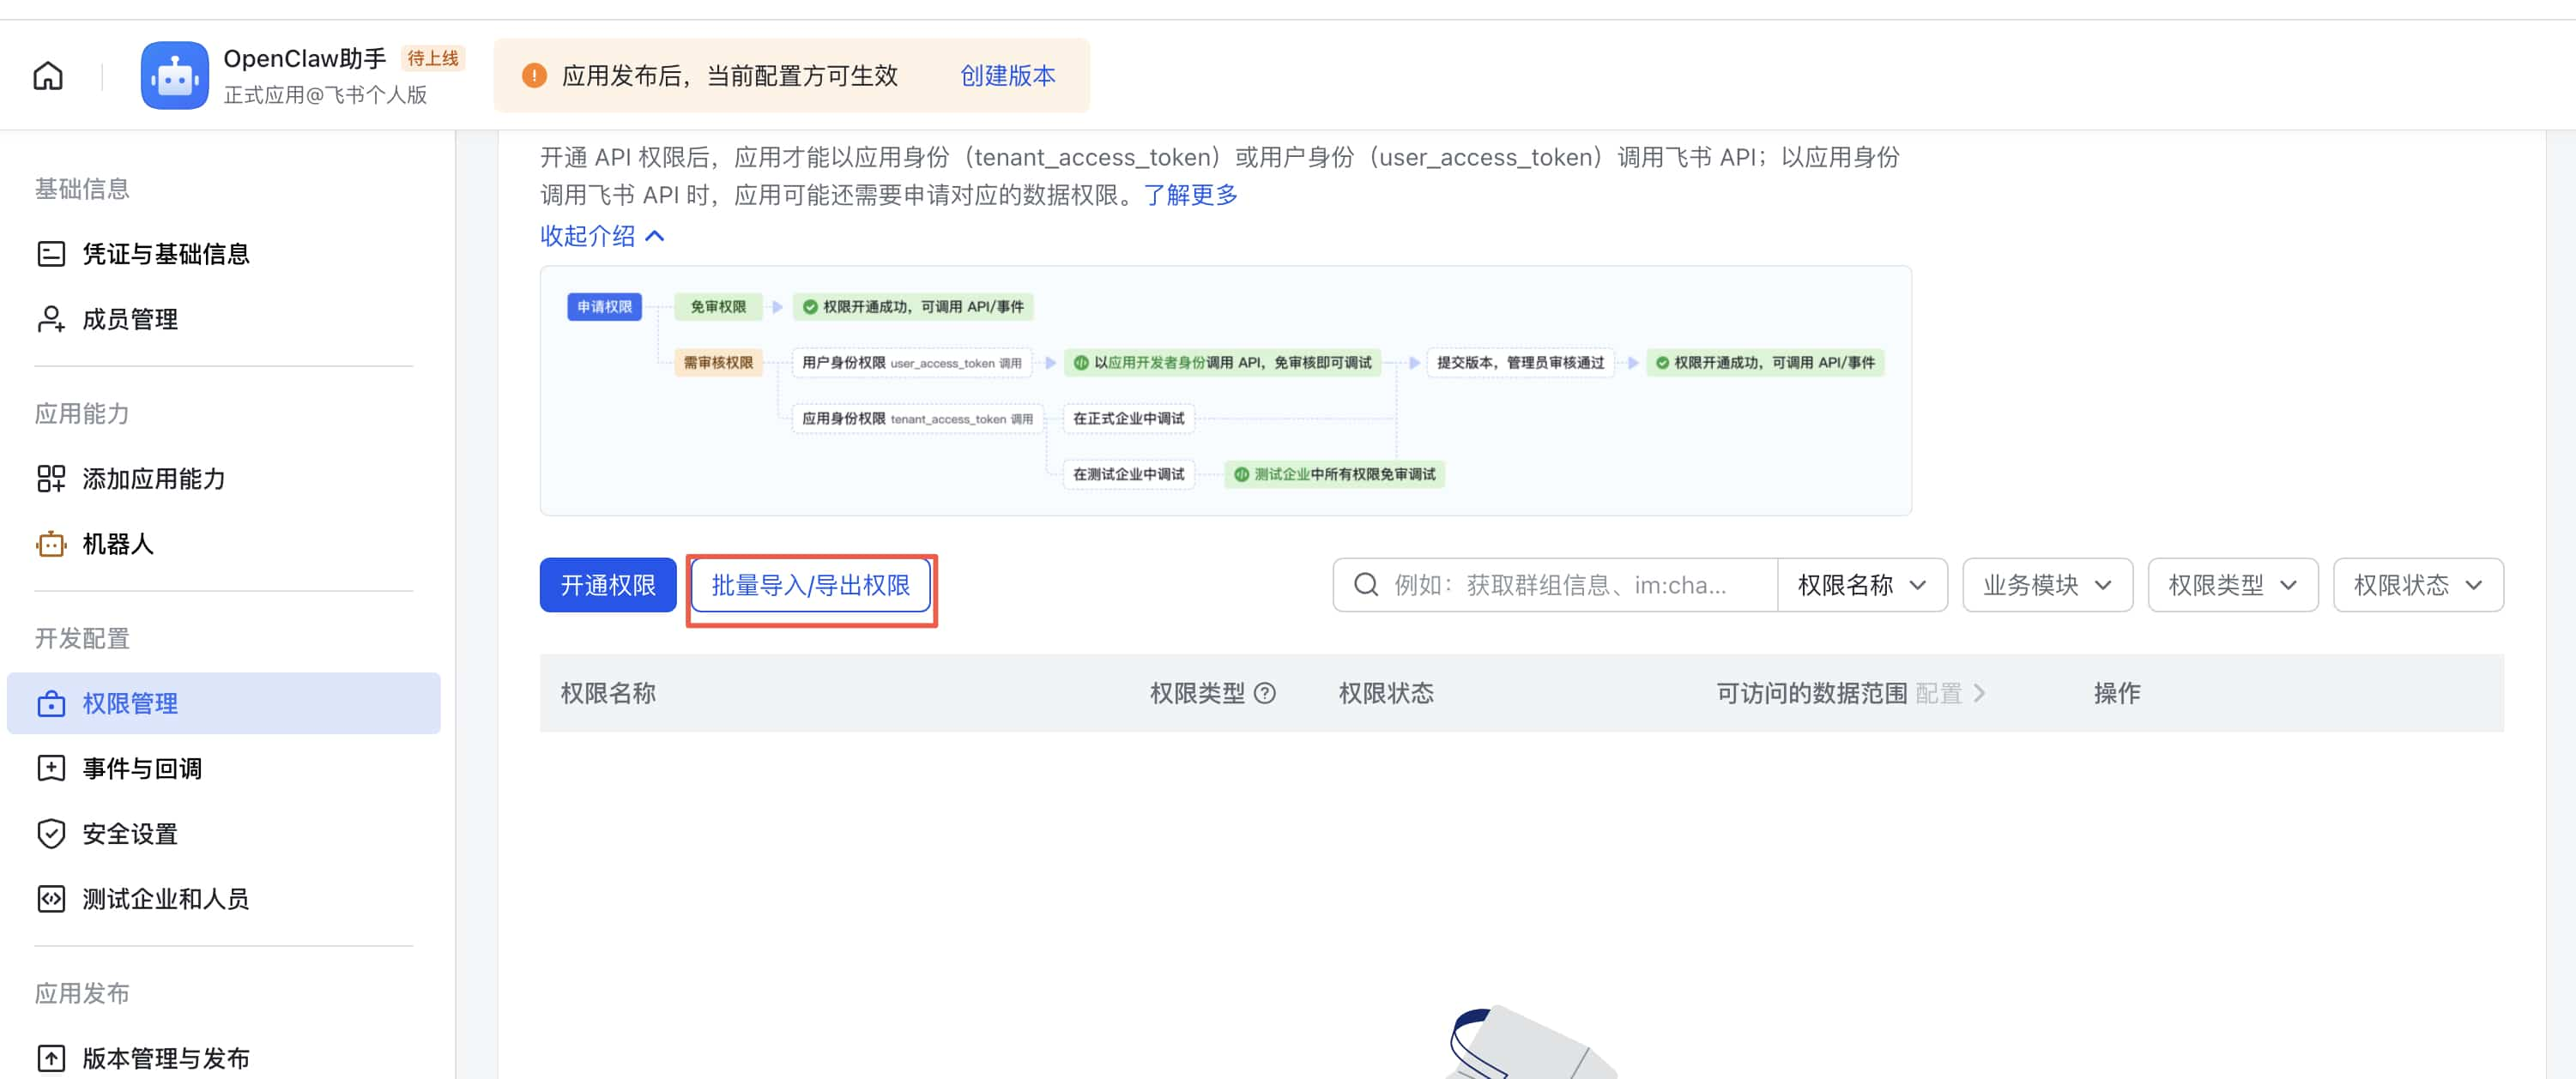 OpenClaw助手 待上线
正式应用@飞书个人版
应用发布后，当前配置方可生效 创建版本
基础信息
凭证与基础信息
成员管理
应用能力
添加应用能力
机器人
开发配置
权限管理
事件与回调
安全设置
测试企业和人员
应用发布
版本管理与发布
开通 API 权限后，应用才能以应用身份（tenant_access_token）或用户身份（user_access_token）调用飞书 API；以应用身份
调用飞书 API 时，应用可能还需要申请对应的数据权限。了解更多
收起介绍
申请权限 免审权限 权限开通成功，可调用 API/事件
需审核权限 用户身份权限 user_access_token 调用 以应用开发者身份调用 API，免审核即可调试 提交版本，管理员审核通过 权限开通成功，可调用 API/事件
应用身份权限 tenant_access_token 调用 在正式企业中调试
在测试企业中调试 测试企业中所有权限免审调试
开通权限 批量导入/导出权限 例如：获取群组信息、im:cha... 权限名称 业务模块 权限类型 权限状态
权限名称 权限类型 权限状态 可访问的数据范围 配置 操作